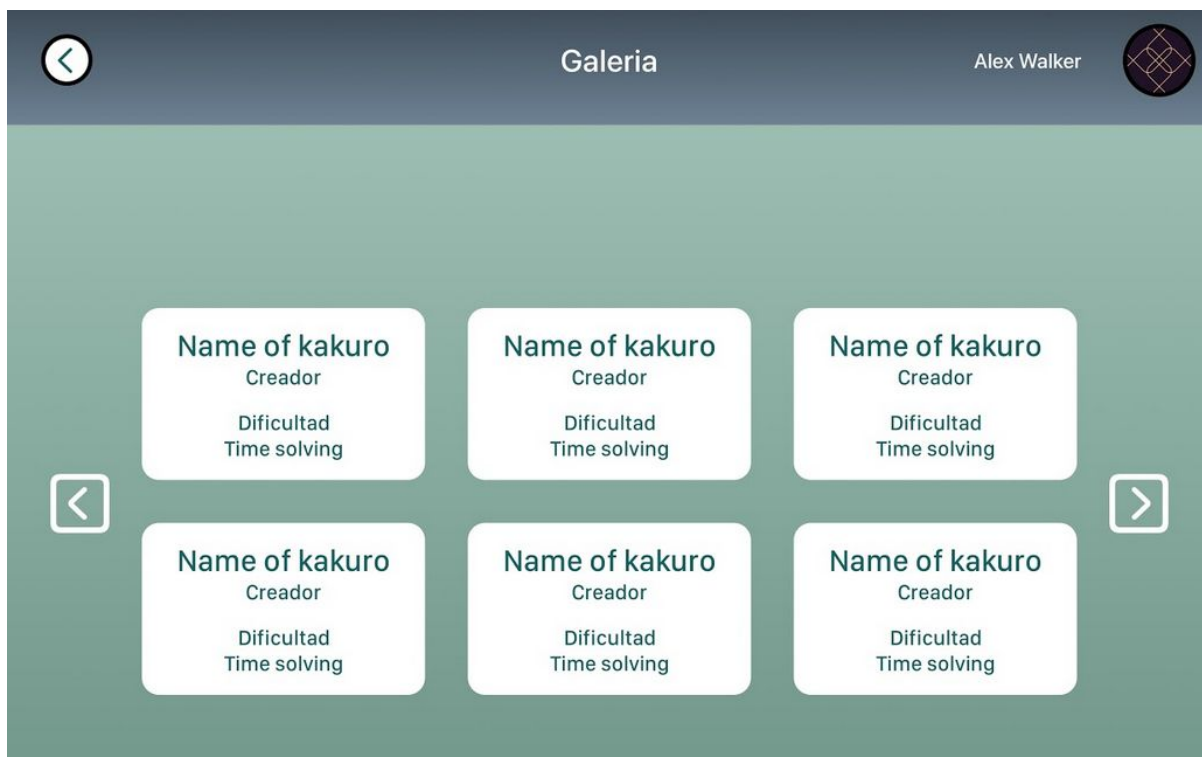 Galeria
Alex Walker
Name of kakuro
Creador
Dificultad
Time solving
Name of kakuro
Creador
Dificultad
Time solving
Name of kakuro
Creador
Dificultad
Time solving
Name of kakuro
Creador
Dificultad
Time solving
Name of kakuro
Creador
Dificultad
Time solving
Name of kakuro
Creador
Dificultad
Time solving